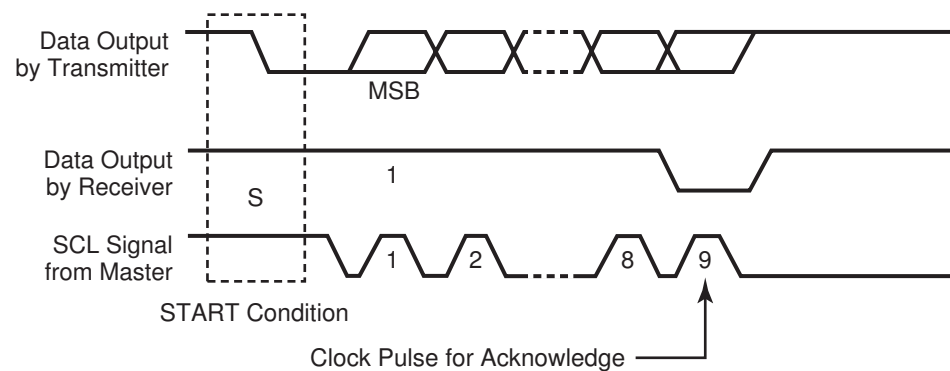 Data Output
by Transmitter
MSB
Data Output
by Receiver
1
S
SCL Signal
from Master
1
2
8
9
START Condition
Clock Pulse for Acknowledge